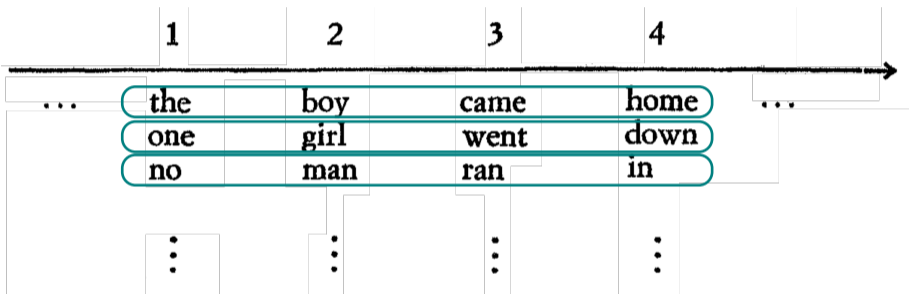 1 2 3 4
... the boy came home ...
one girl went down
no man ran in
⋮ ⋮ ⋮ ⋮